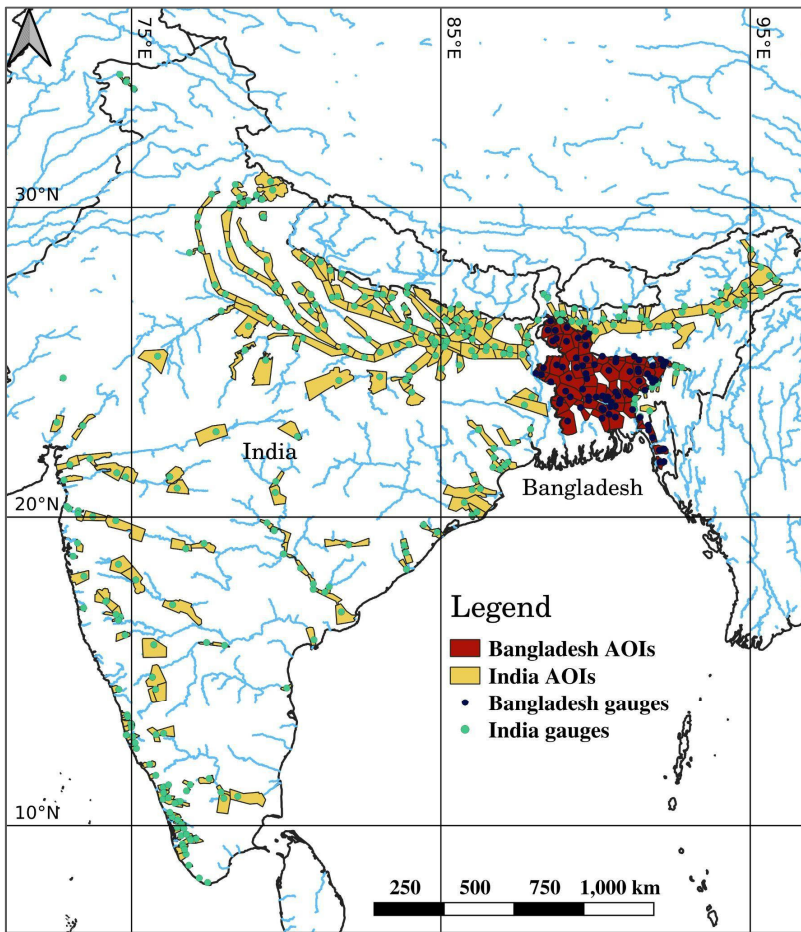 75°E
85°E
95°E
30°N
India
Bangladesh
20°N
Legend
Bangladesh AOIs
India AOIs
Bangladesh gauges
India gauges
10°N
250 500 750 1,000 km